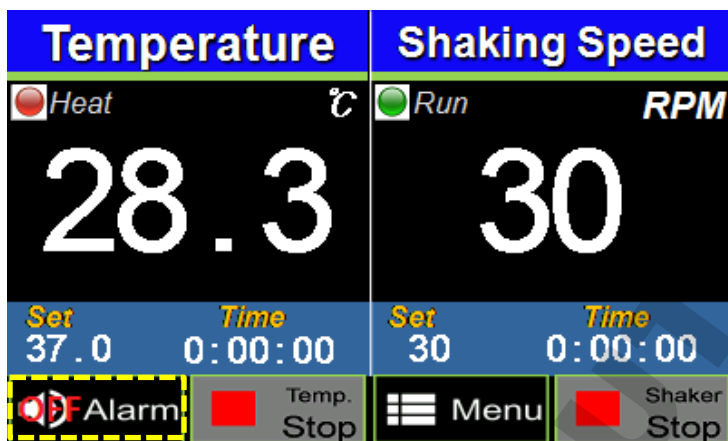 Temperature Shaking Speed
Heat ℃ Run RPM
28.3 30
Set Time Set Time
37.0 0:00:00 30 0:00:00
OFF Alarm Temp. Stop Menu Shaker Stop